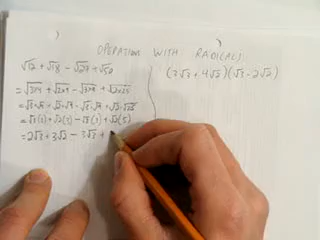 OPERATION WITH RADICALS
√12 + √18 - √27 + √50
= √3×4 + √2×9 - √3×9 + √2×25
= √3·√4 + √2·√9 - √3·√9 + √2·√25
= √3(2) + √2(3) - √3(3) + √2(5)
= 2√3 + 3√2 - 3√3 +
(3√3 + 4√2)(√3 - 2√2)